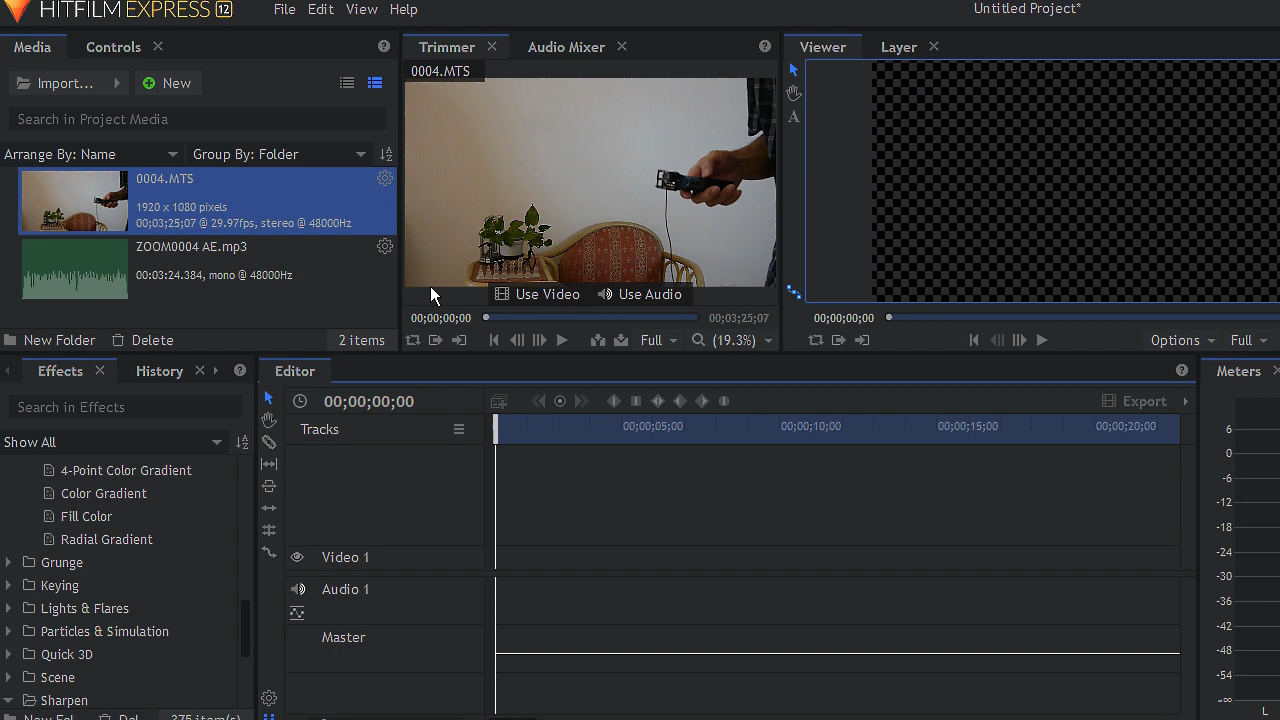 HITFILM EXPRESS 12
File Edit View Help
Untitled Project*
Media Controls
Import... New
Search in Project Media
Arrange By: Name Group By: Folder
0004.MTS
1920 x 1080 pixels
00;03;25;07 @ 29.97fps, stereo @ 48000Hz
ZOOM0004 AE.mp3
00:03:24.384, mono @ 48000Hz
New Folder Delete 2 items
Trimmer Audio Mixer
0004.MTS
Use Video Use Audio
00;00;00;00 00;03;25;07
Full (19.3%)
Viewer Layer
A
00;00;00;00
Options Full
Effects History
Search in Effects
Show All
4-Point Color Gradient
Color Gradient
Fill Color
Radial Gradient
Grunge
Keying
Lights & Flares
Particles & Simulation
Quick 3D
Scene
Sharpen
275 item(s)
Editor
00;00;00;00 Export
Tracks 00;00;05;00 00;00;10;00 00;00;15;00 00;00;20;00
Video 1
Audio 1
Master
Meters
6
0
-6
-12
-18
-24
-30
-36
-42
-48
-54
-∞
L